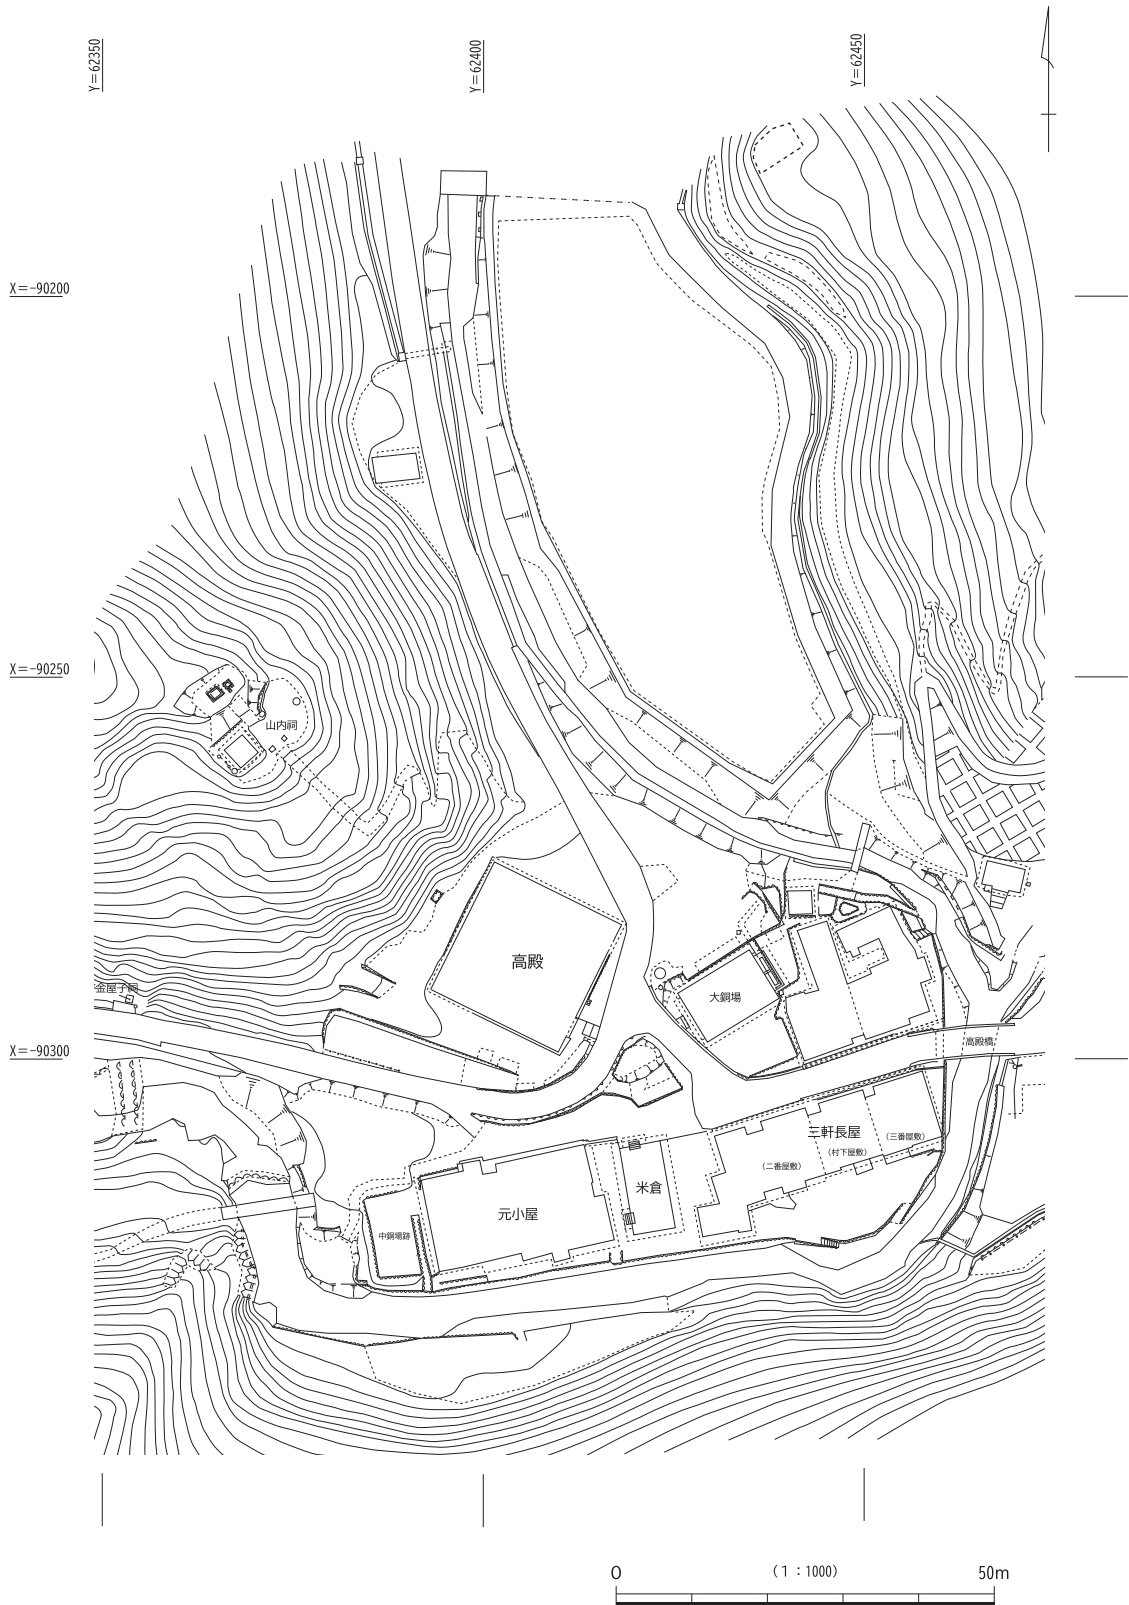 Y＝62350
Y＝62400
Y＝62450
X＝-90200
X＝-90250
山内祠
高殿
金屋子祠
大銅場
X＝-90300
高殿橋
三軒長屋
（三番屋敷）
（村下屋敷）
（二番屋敷）
米倉
元小屋
中銅場跡
0
（1：1000）
50m